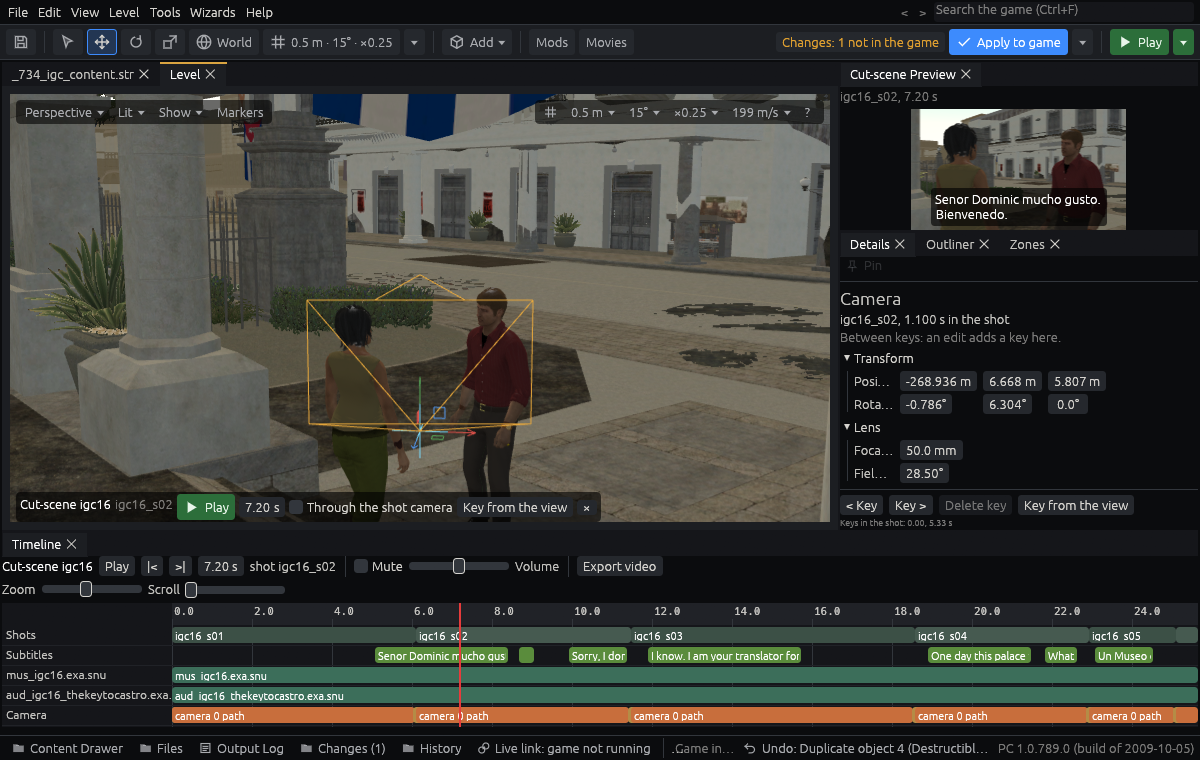 File Edit View Level Tools Wizards Help
< > Search the game (Ctrl+F)
World 0.5 m · 15° · ×0.25 Add Mods Movies Changes: 1 not in the game Apply to game Play
_734_igc_content.str Level Cut-scene Preview
igc16_s02, 7.20 s
Perspective Lit Show Markers 0.5 m 15° ×0.25 199 m/s ?
Senor Dominic mucho gusto.
Bienvenedo.
Details Outliner Zones
Pin
Camera
igc16_s02, 1.100 s in the shot
Between keys: an edit adds a key here.
Transform
Posi... -268.936 m 6.668 m 5.807 m
Rota... -0.786° 6.304° 0.0°
Lens
Foca... 50.0 mm
Fiel... 28.50°
< Key Key > Delete key Key from the view
Keys in the shot: 0.00, 5.33 s
Cut-scene igc16 igc16_s02 Play 7.20 s Through the shot camera Key from the view ×
Timeline
Cut-scene igc16 Play |< >| 7.20 s shot igc16_s02 Mute Volume Export video
Zoom Scroll
0.0 2.0 4.0 6.0 8.0 10.0 12.0 14.0 16.0 18.0 20.0 22.0 24.0
Shots igc16_s01 igc16_s02 igc16_s03 igc16_s04 igc16_s05
Subtitles Senor Dominic mucho gus Sorry, I dor I know. I am your translator for One day this palace What Un Museo
mus_igc16.exa.snu mus_igc16.exa.snu
aud_igc16_thekeytocastro.exa. aud_igc16_thekeytocastro.exa.snu
Camera camera 0 path camera 0 path camera 0 path camera 0 path camera 0 path
Content Drawer Files Output Log Changes (1) History Live link: game not running .Game in... Undo: Duplicate object 4 (Destructibl... PC 1.0.789.0 (build of 2009-10-05)